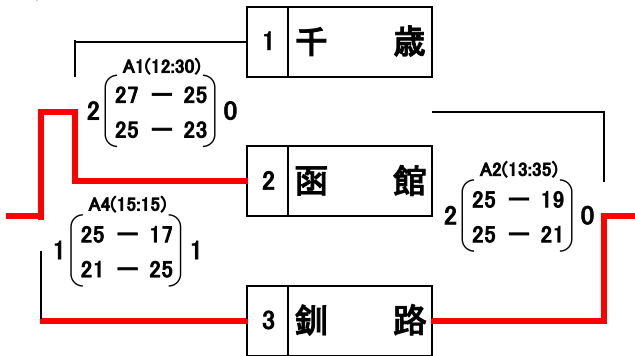 1 千 歳
A1(12:30)
2 27 ー 25 0
25 ー 23
2 函 館
A2(13:35)
2 25 ー 19 0
25 ー 21
A4(15:15)
1 25 ー 17 1
21 ー 25
3 釧 路